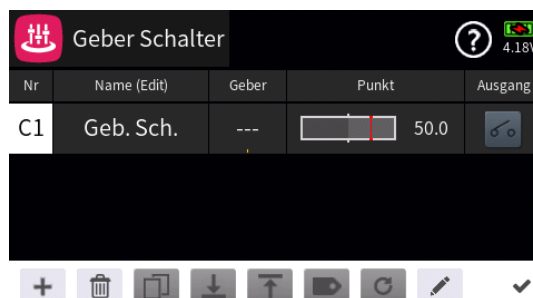 Geber Schalter
?
4.18V
Nr Name (Edit) Geber Punkt Ausgang
C1 Geb. Sch. --- 50.0